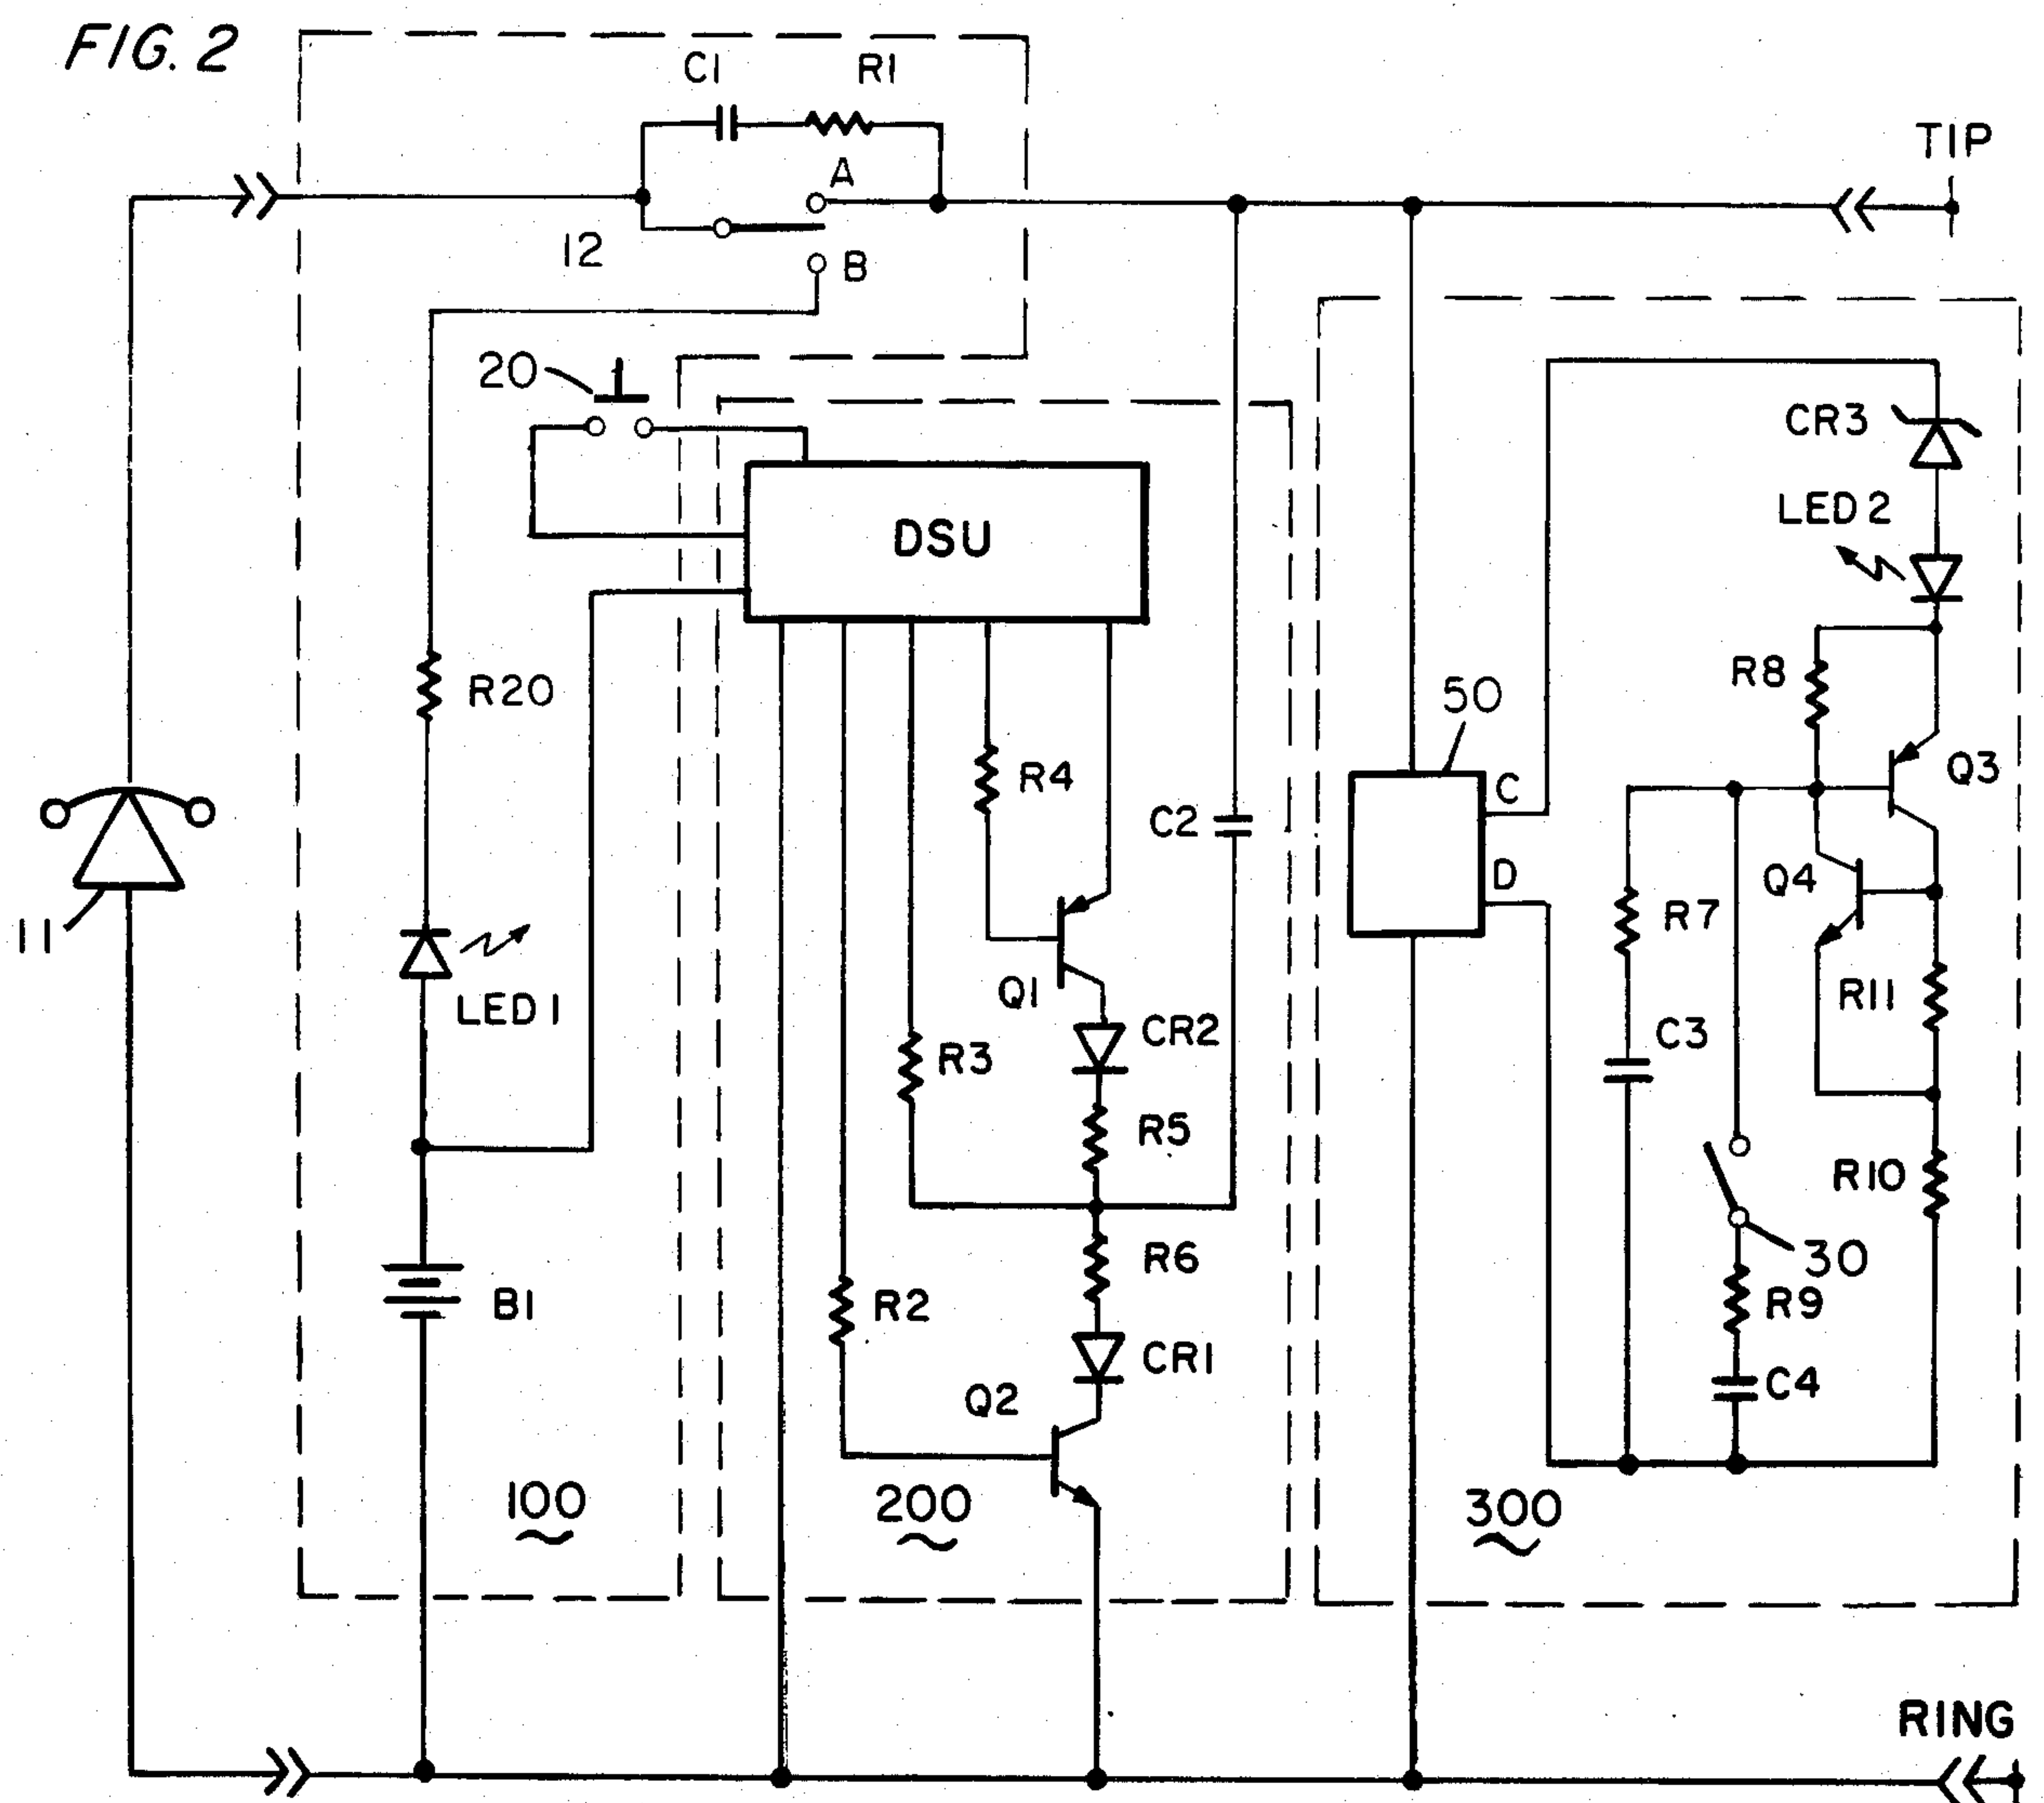 FIG. 2
C1
R1
TIP
A
12
B
20
CR3
DSU
LED 2
R20
R8
50
R4
C
Q3
C2
D
Q4
R7
11
Q1
LED 1
R11
CR2
C3
R3
R5
R10
R6
30
B1
R2
R9
CR1
C4
Q2
100
200
300
RING